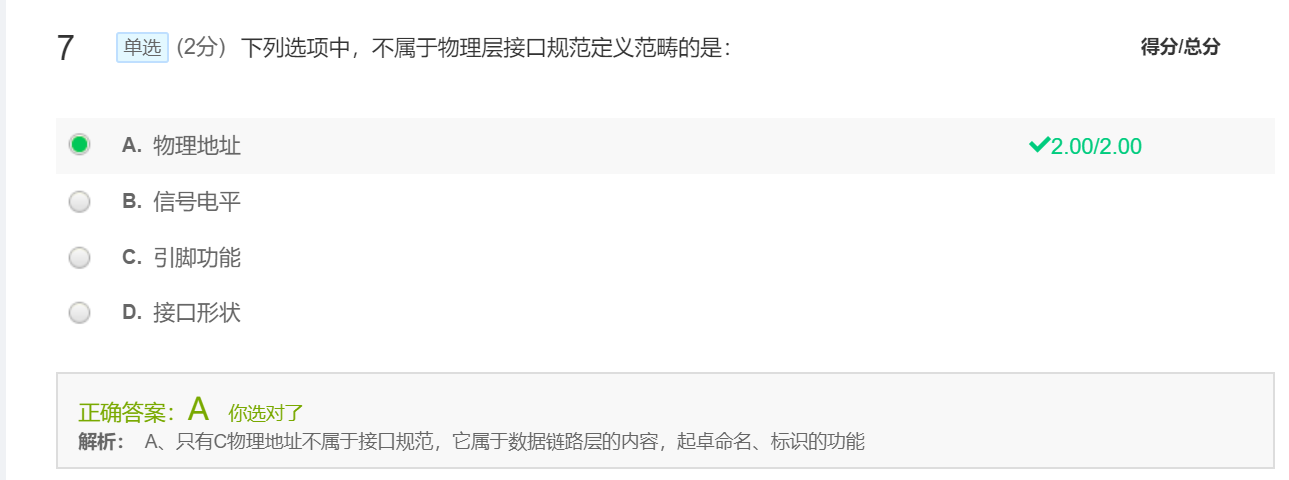 7 单选 (2分) 下列选项中，不属于物理层接口规范定义范畴的是： 得分/总分
A. 物理地址 2.00/2.00
B. 信号电平
C. 引脚功能
D. 接口形状
正确答案：A 你选对了
解析： A、只有C物理地址不属于接口规范，它属于数据链路层的内容，起卓命名、标识的功能